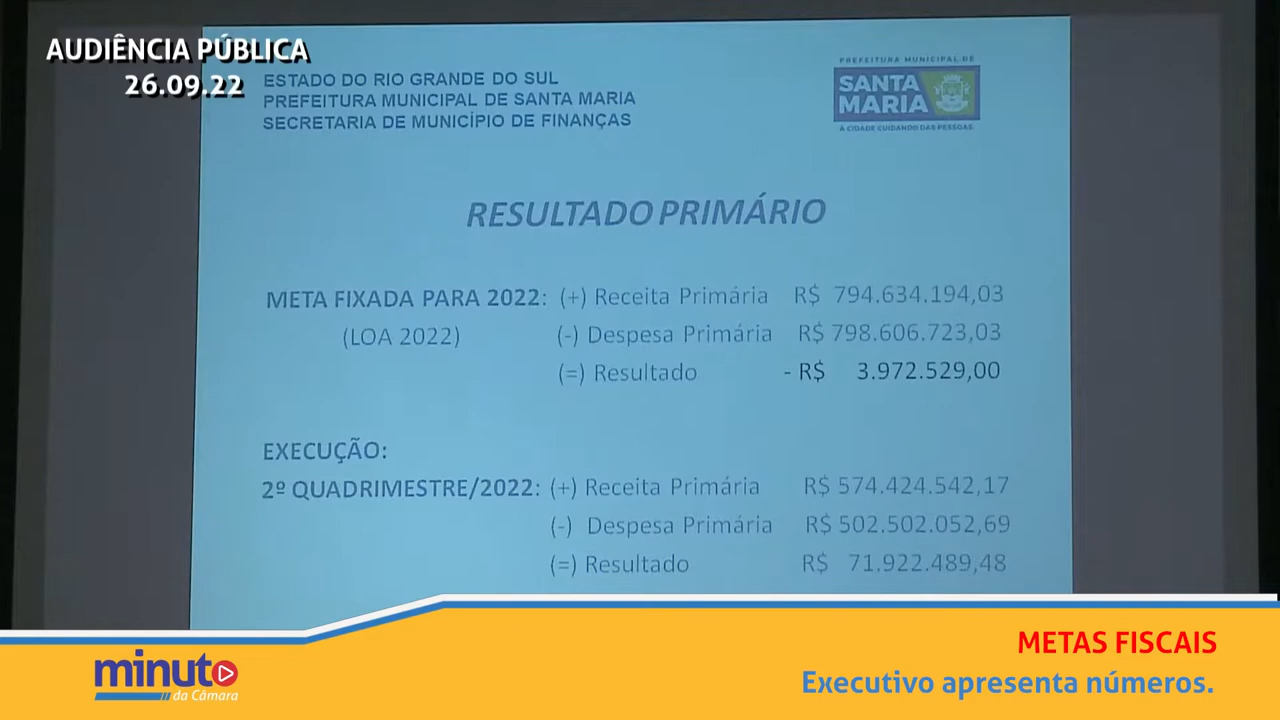 AUDIÊNCIA PÚBLICA
26.09.22
ESTADO DO RIO GRANDE DO SUL
PREFEITURA MUNICIPAL DE SANTA MARIA
SECRETARIA DE MUNICÍPIO DE FINANÇAS
PREFEITURA MUNICIPAL DE
SANTA
MARIA
A CIDADE CUIDANDO DAS PESSOAS
RESULTADO PRIMÁRIO
META FIXADA PARA 2022: (+) Receita Primária R$ 794.634.194,03
(LOA 2022) (-) Despesa Primária R$ 798.606.723,03
(=) Resultado - R$ 3.972.529,00
EXECUÇÃO:
2º QUADRIMESTRE/2022: (+) Receita Primária R$ 574.424.542,17
(-) Despesa Primária R$ 502.502.052,69
(=) Resultado R$ 71.922.489,48
METAS FISCAIS
Executivo apresenta números.
minuto
da Câmara